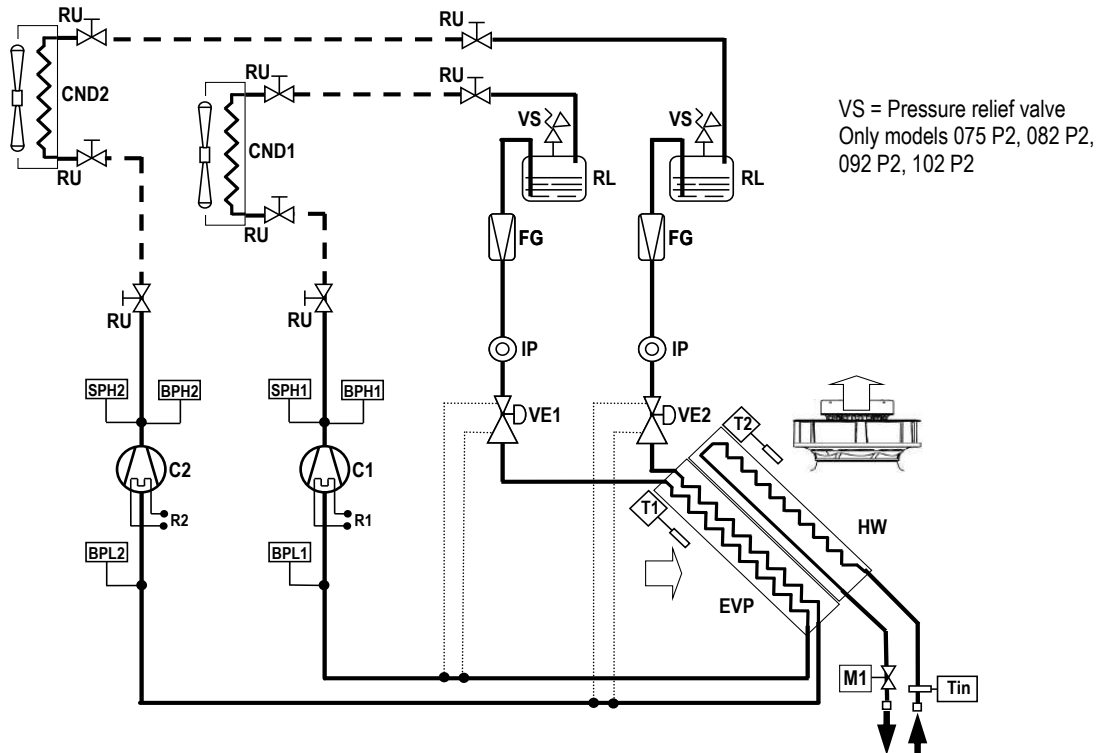 RU
RU
CND2
RU
RU
RU
CND1
RU
VS
VS
VS = Pressure relief valve
Only models 075 P2, 082 P2,
092 P2, 102 P2
RL
RL
RU
FG
FG
RU
RU
IP
IP
SPH2
BPH2
SPH1
BPH1
VE1
VE2
T2
C2
C1
T1
R2
R1
HW
BPL2
BPL1
EVP
M1
Tin